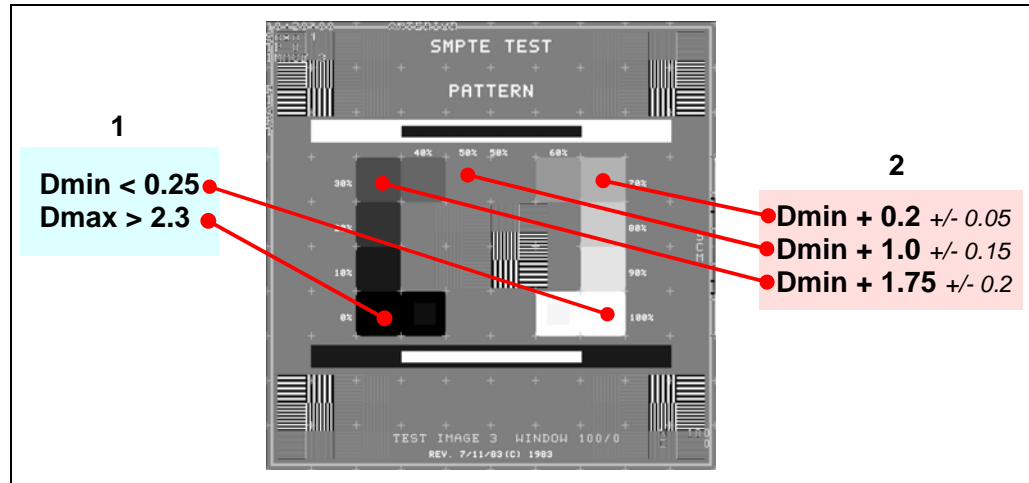 SMPTE TEST
PATTERN
1
Dmin < 0.25
Dmax > 2.3
40% 50% 50% 60%
30% 70%
20% 80%
10% 90%
0% 100%
2
Dmin + 0.2 +/- 0.05
Dmin + 1.0 +/- 0.15
Dmin + 1.75 +/- 0.2
TEST IMAGE 3 WINDOW 100/0
REV. 7/11/83(C) 1983